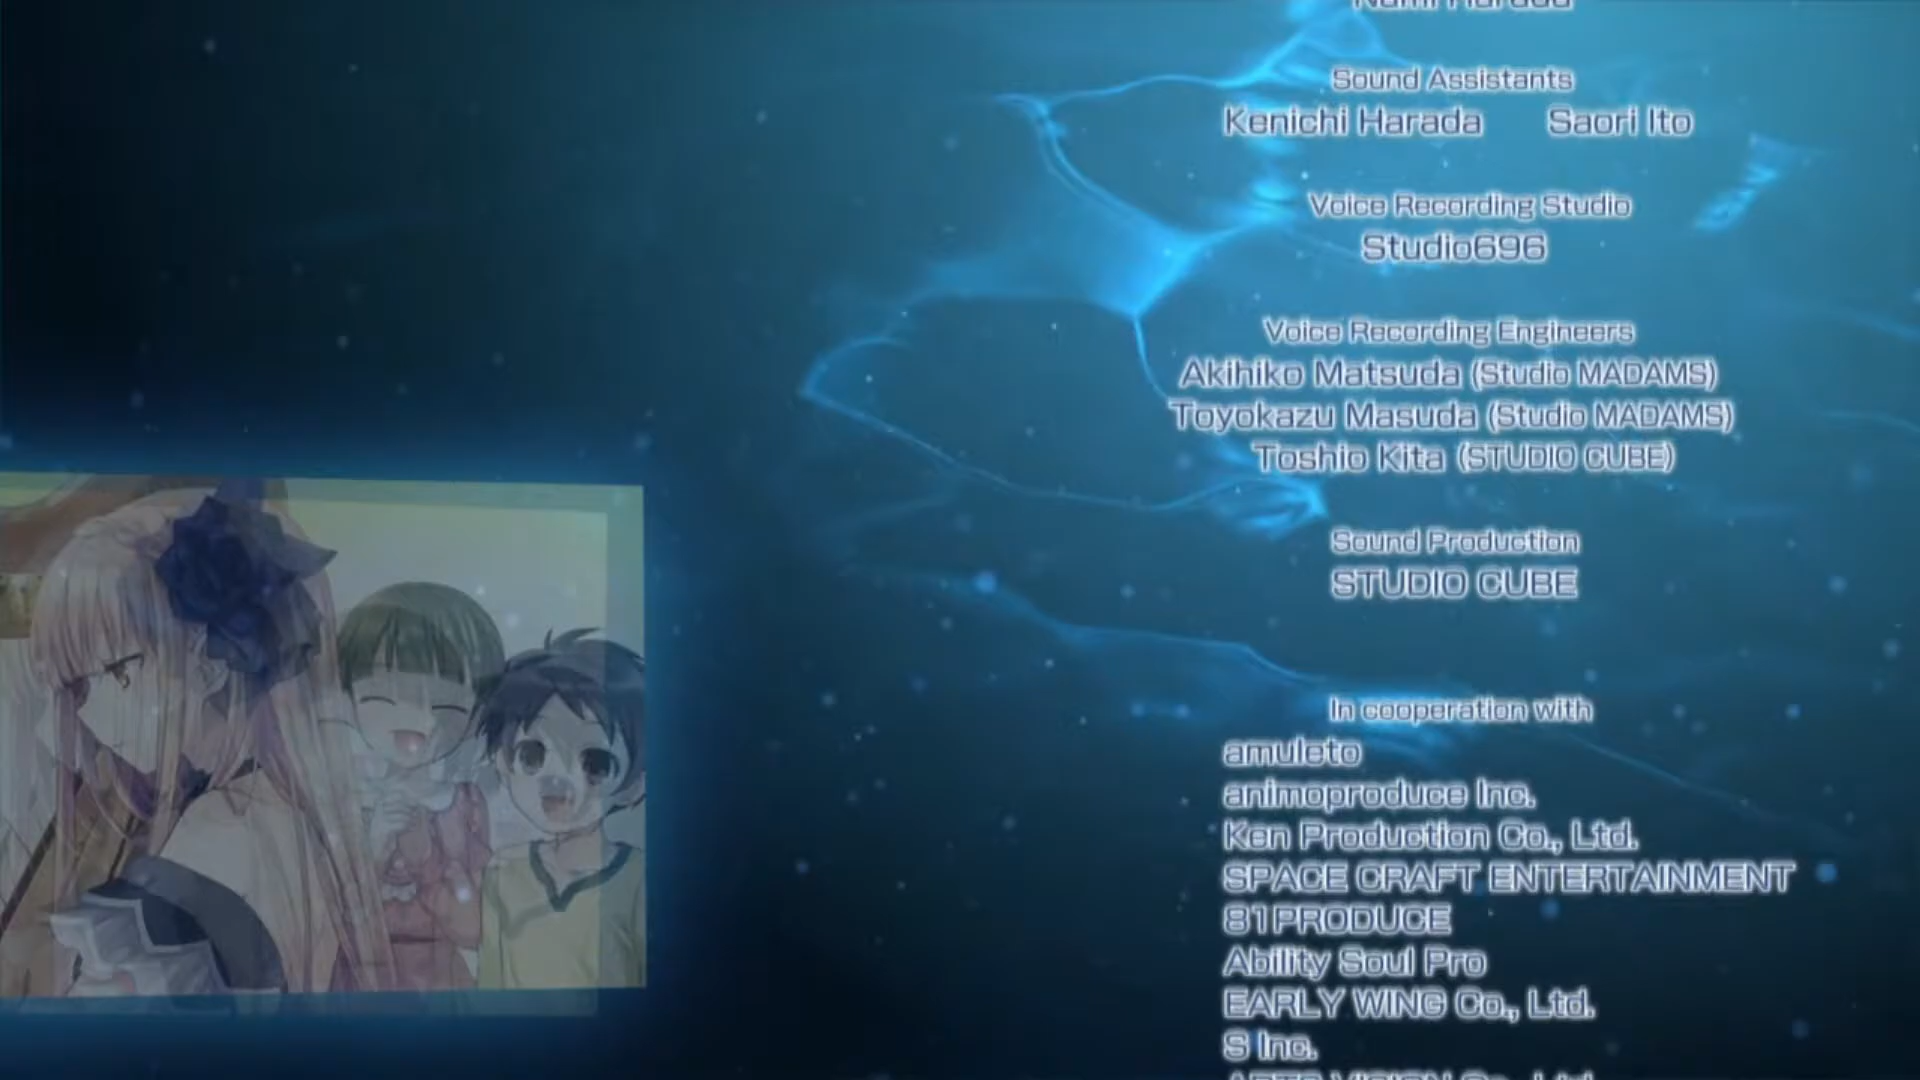 Sound Assistants
Kenichi Harada Saori Ito
Voice Recording Studio
Studio696
Voice Recording Engineers
Akihiko Matsuda (Studio MADAMS)
Toyokazu Masuda (Studio MADAMS)
Toshio Kita (STUDIO CUBE)
Sound Production
STUDIO CUBE
In cooperation with
amuleto
animoproduce Inc.
Ken Production Co., Ltd.
SPACE CRAFT ENTERTAINMENT
81PRODUCE
Ability Soul Pro
EARLY WING Co., Ltd.
S Inc.